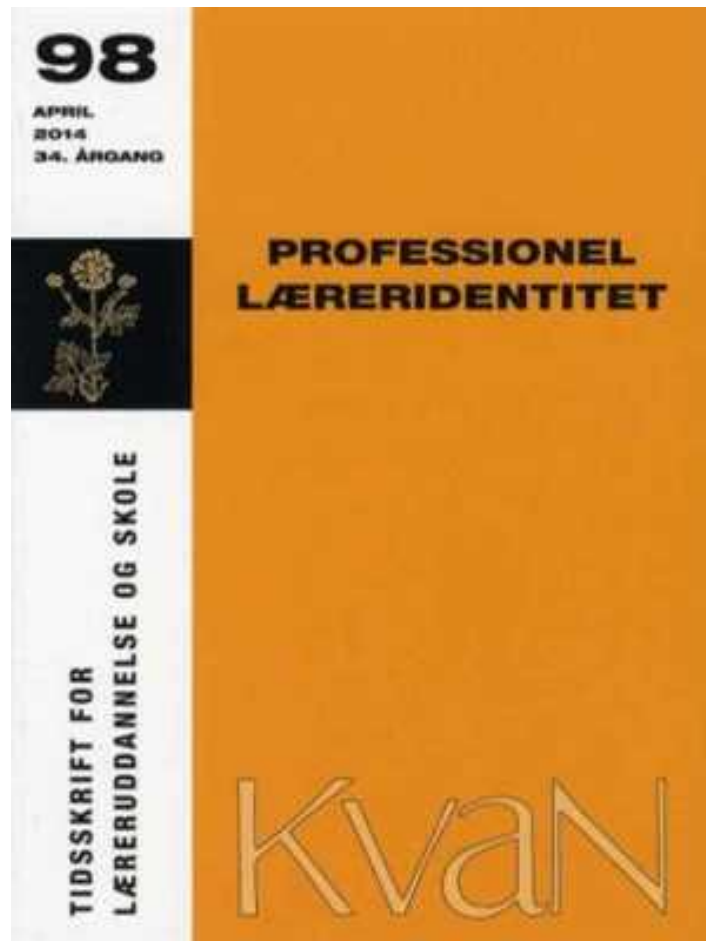 98
APRIL
2014
34. ÅRGANG
PROFESSIONEL
LÆRERIDENTITET
TIDSSKRIFT FOR
LÆRERUDDANNELSE OG SKOLE
KvaN